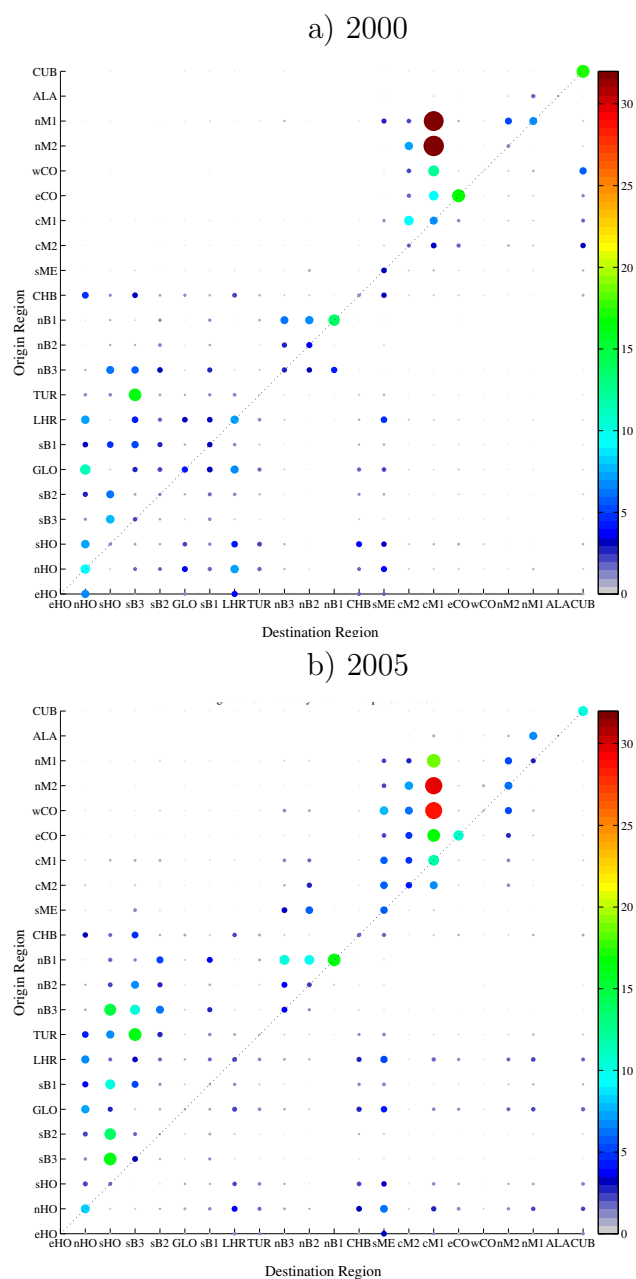 a) 2000
CUB
ALA
nM1
nM2
wCO
eCO
cM1
cM2
sME
CHB
nB1
nB2
nB3
TUR
LHR
sB1
GLO
sB2
sB3
sHO
nHO
eHO
Origin Region
eHO nHO sHO sB3 sB2 GLO sB1 LHR TUR nB3 nB2 nB1 CHB sME cM2 cM1 eCO wCO nM2 nM1 ALA CUB
Destination Region
30
25
20
15
10
5
0
b) 2005
CUB
ALA
nM1
nM2
wCO
eCO
cM1
cM2
sME
CHB
nB1
nB2
nB3
TUR
LHR
sB1
GLO
sB2
sB3
sHO
nHO
eHO
Origin Region
eHO nHO sHO sB3 sB2 GLO sB1 LHR TUR nB3 nB2 nB1 CHB sME cM2 cM1 eCO wCO nM2 nM1 ALA CUB
Destination Region
30
25
20
15
10
5
0